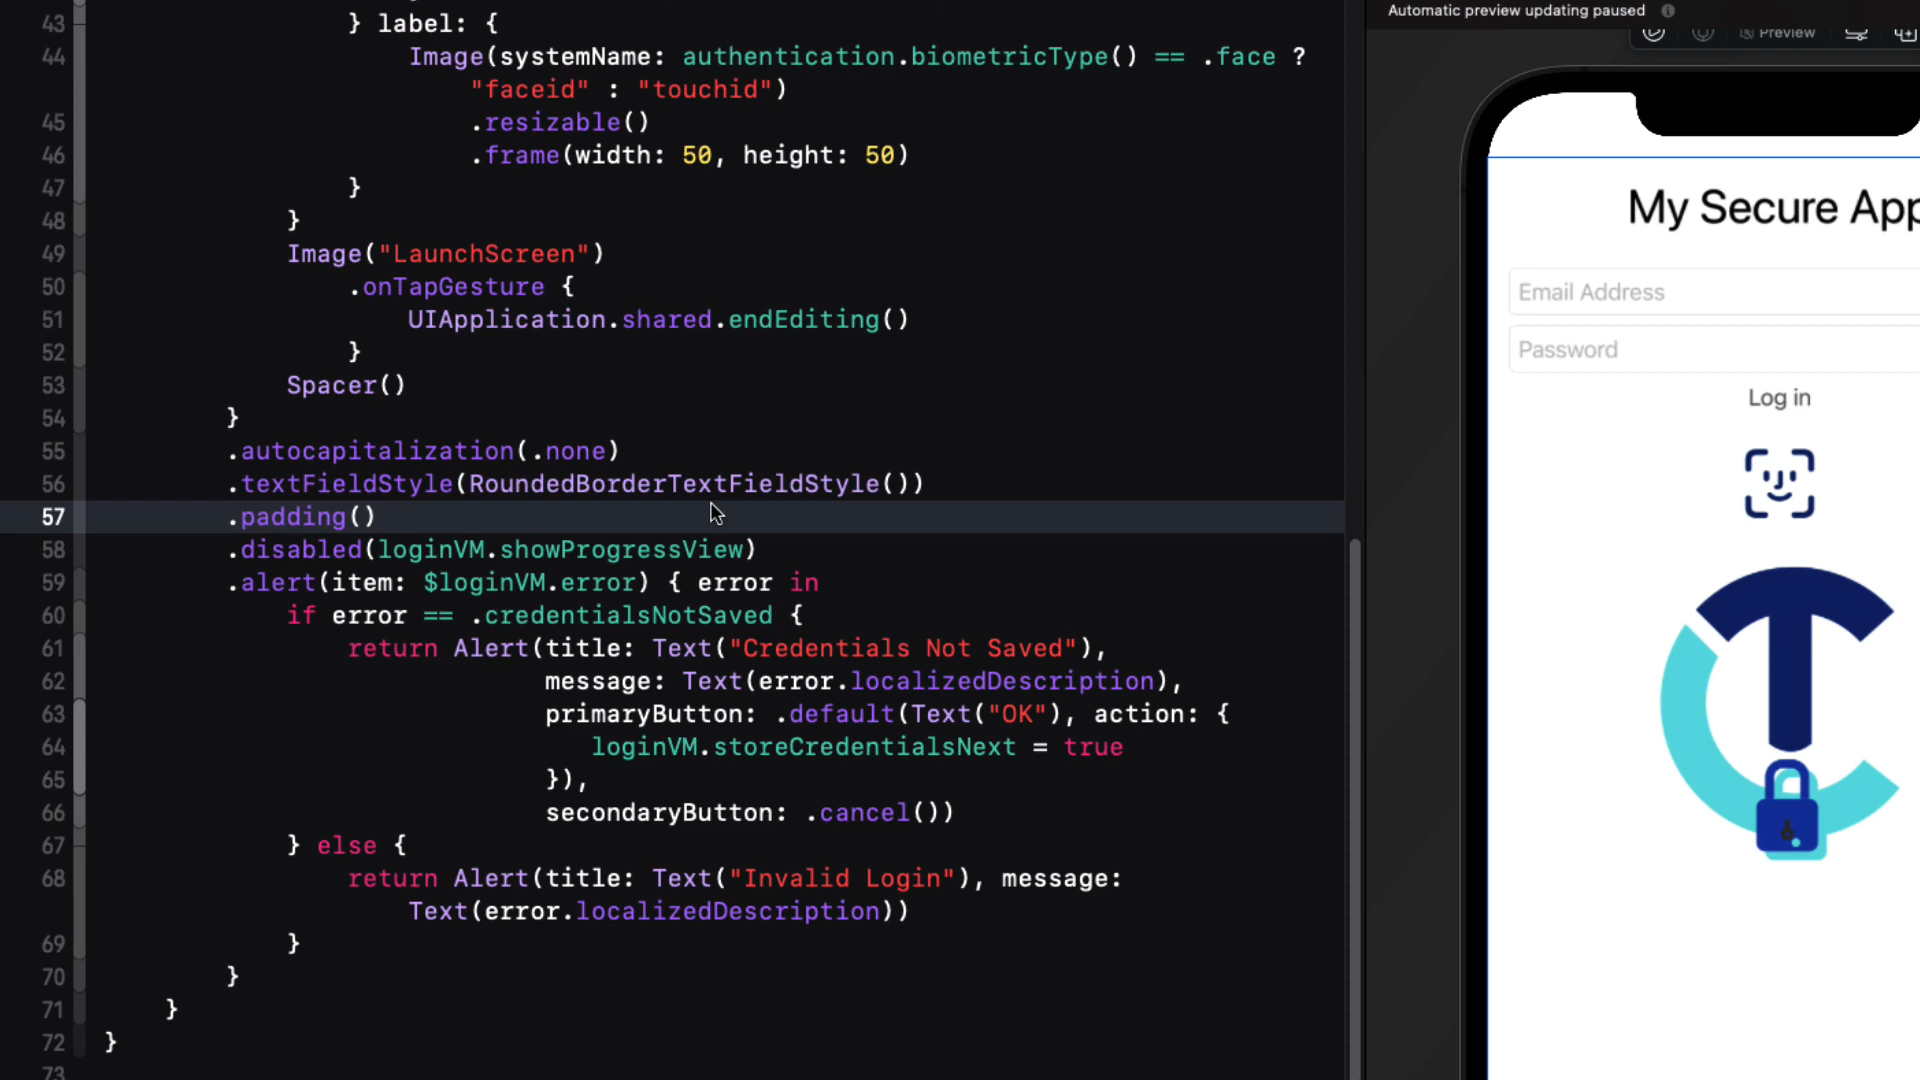 Automatic preview updating paused
Preview
43 } label: {
44 Image(systemName: authentication.biometricType() == .face ?
"faceid" : "touchid")
45 .resizable()
46 .frame(width: 50, height: 50)
47 }
48 }
49 Image("LaunchScreen")
50 .onTapGesture {
51 UIApplication.shared.endEditing()
52 }
53 Spacer()
54 }
55 .autocapitalization(.none)
56 .textFieldStyle(RoundedBorderTextFieldStyle())
57 .padding()
58 .disabled(loginVM.showProgressView)
59 .alert(item: $loginVM.error) { error in
60 if error == .credentialsNotSaved {
61 return Alert(title: Text("Credentials Not Saved"),
62 message: Text(error.localizedDescription),
63 primaryButton: .default(Text("OK"), action: {
64 loginVM.storeCredentialsNext = true
65 }),
66 secondaryButton: .cancel())
67 } else {
68 return Alert(title: Text("Invalid Login"), message:
Text(error.localizedDescription))
69 }
70 }
71 }
72 }
73
My Secure App
Email Address
Password
Log in